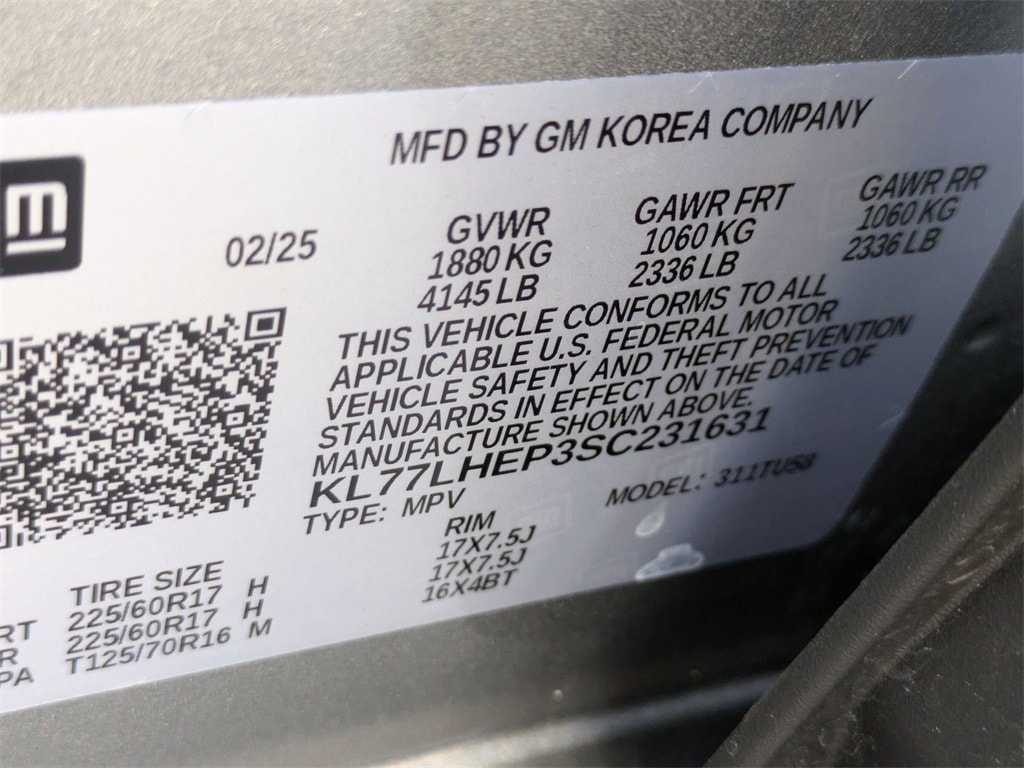 MFD BY GM KOREA COMPANY
02/25
GVWR
1880 KG
4145 LB
GAWR FRT
1060 KG
2336 LB
GAWR RR
1060 KG
2336 LB
THIS VEHICLE CONFORMS TO ALL
APPLICABLE U.S. FEDERAL MOTOR
VEHICLE SAFETY AND THEFT PREVENTION
STANDARDS IN EFFECT ON THE DATE OF
MANUFACTURE SHOWN ABOVE.
KL77LHEP3SC231631
TYPE: MPV MODEL: 311TU58
TIRE SIZE RIM
RT 225/60R17 H 17X7.5J
R 225/60R17 H 17X7.5J
PA T125/70R16 M 16X4BT